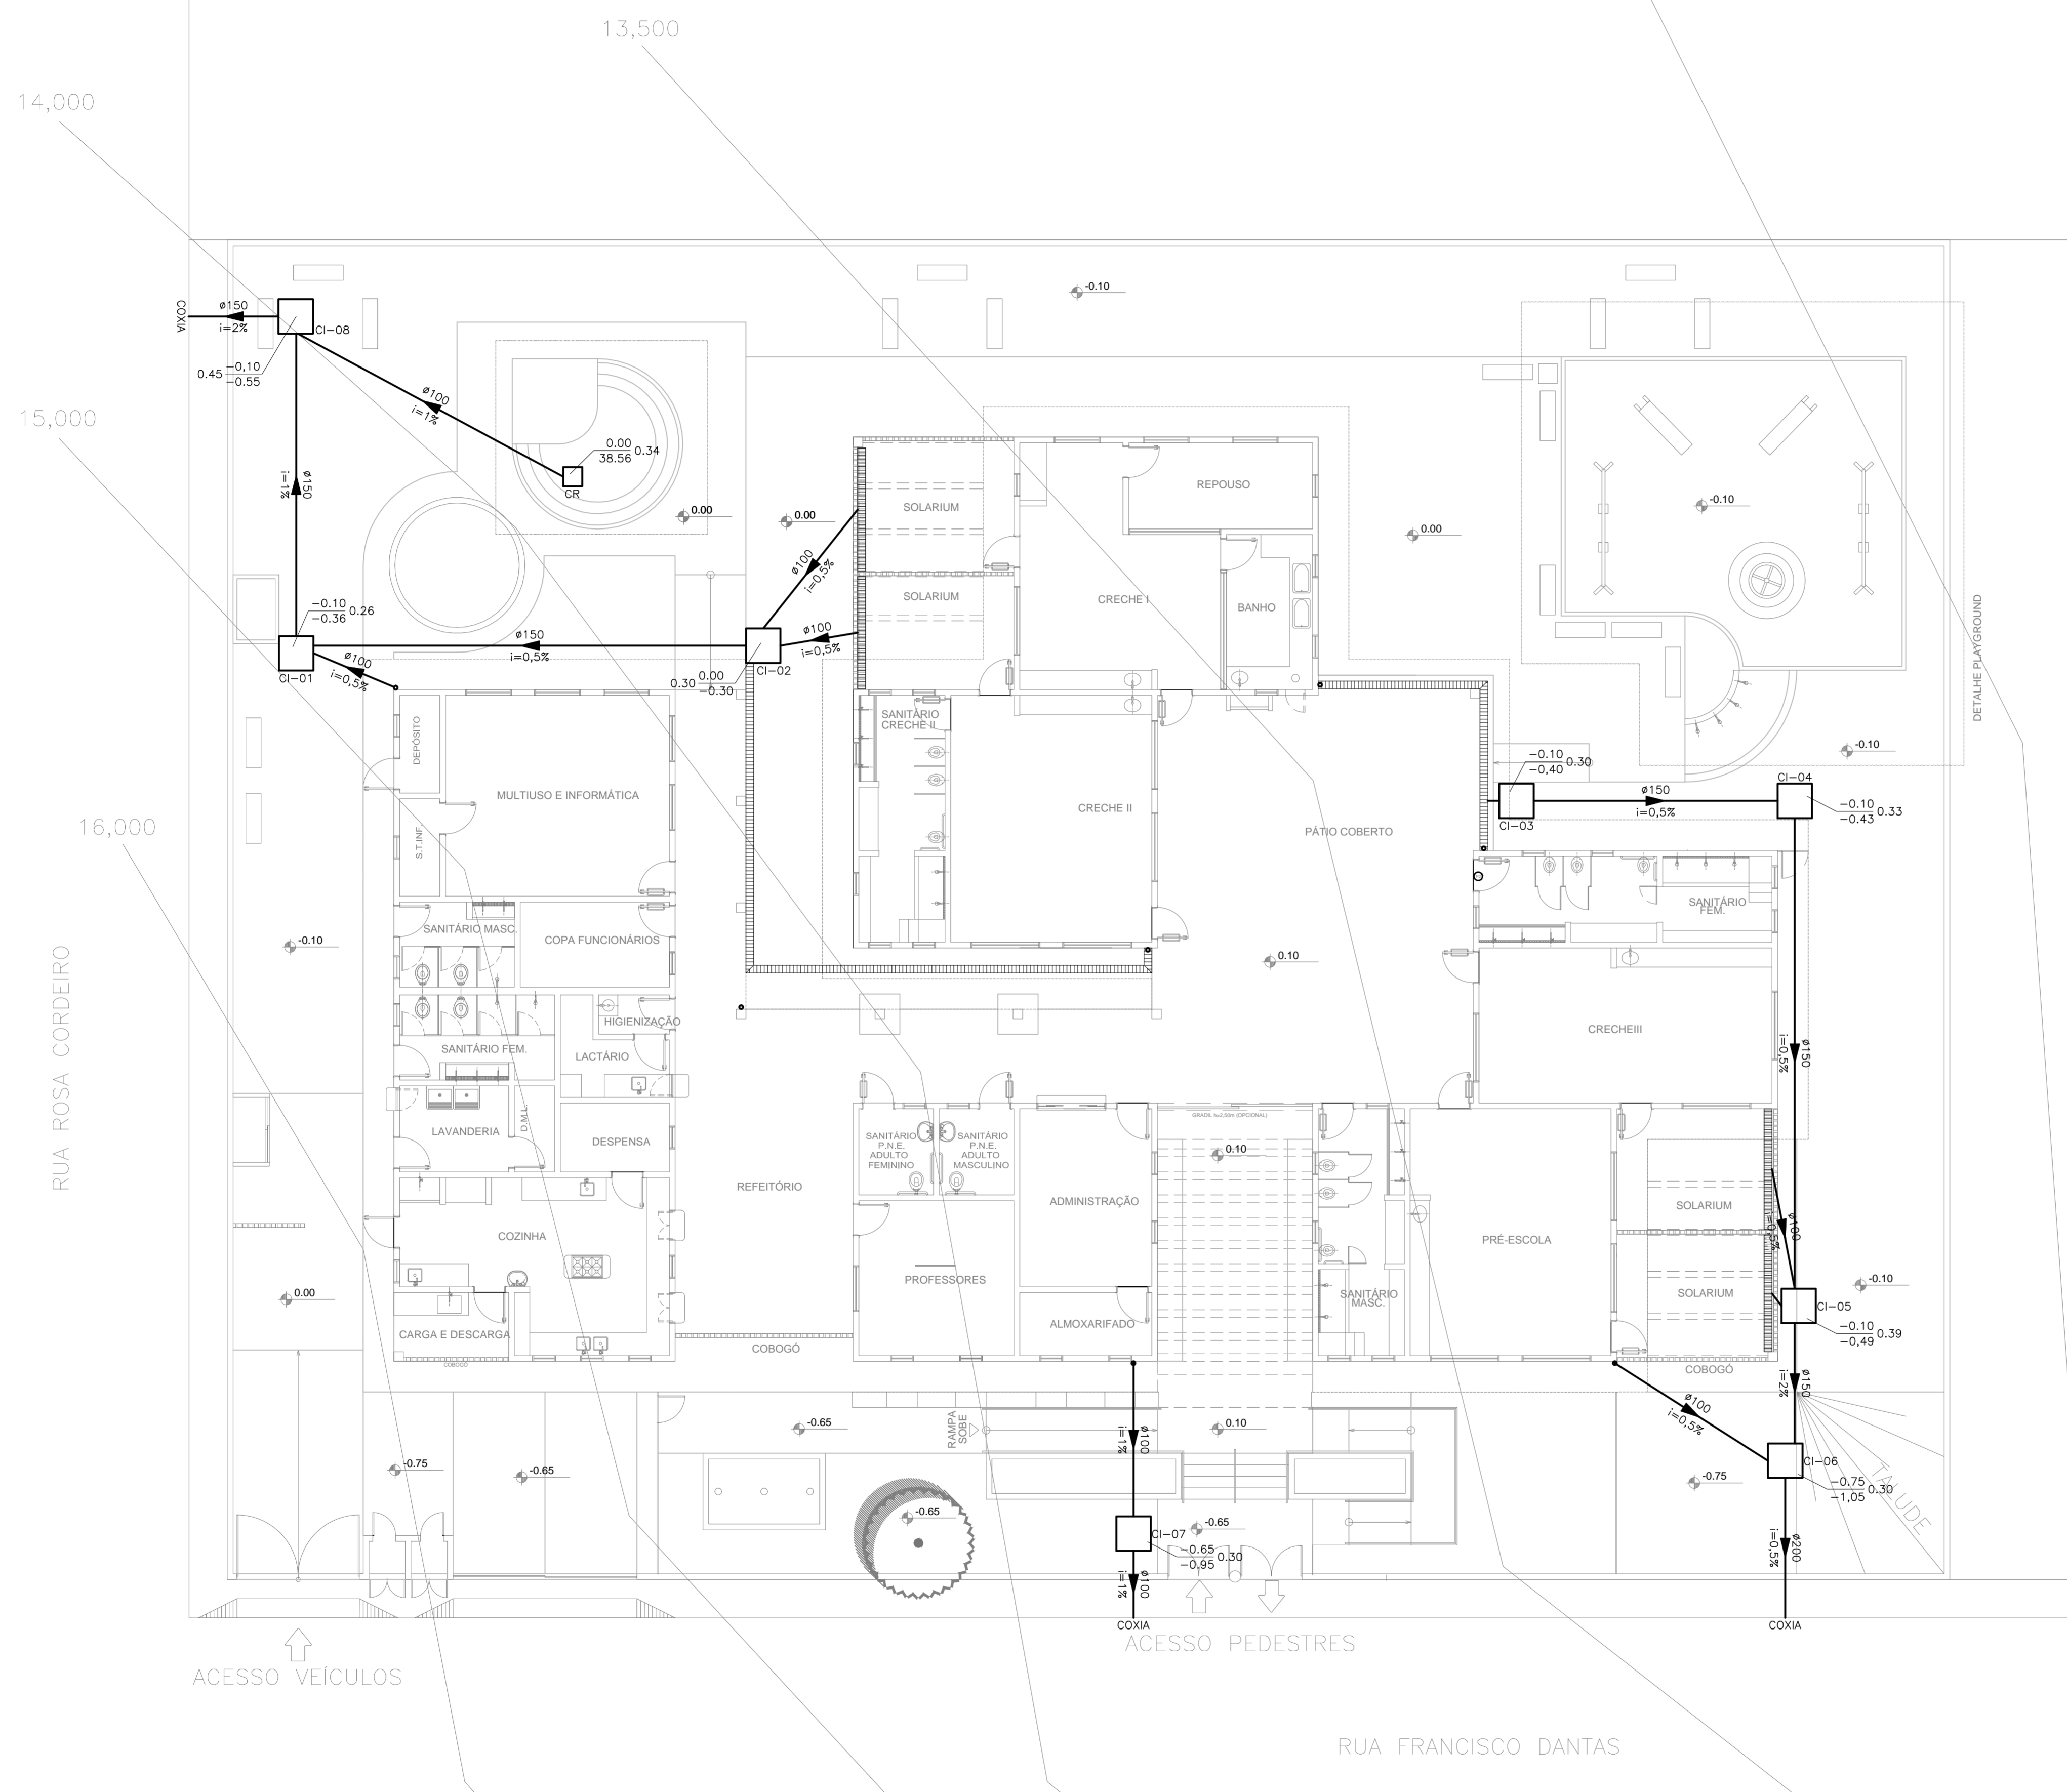 13,500
14,000
15,000
16,000
-0.10
COXIA
ø150
i=2%
CI-08
-0,10
0.45
-0.55
ø100
i=1%
0.00
0.34
38.56
CR
i=1%
ø150
0.00
0.00
SOLARIUM
REPOUSO
-0.10
0.00
ø100
i=0,5%
SOLARIUM
CRECHE I
BANHO
DETALHE PLAYGROUND
-0.10
0.26
-0.36
ø150
i=0,5%
ø100
i=0,5%
CI-01
ø100
i=0,5%
CI-02
0.00
0.30
-0.30
SANITÁRIO
CRECHE II
DEPÓSITO
MULTIUSO E INFORMÁTICA
S.T.INF.
CRECHE II
PÁTIO COBERTO
-0.10
-0.10
0.30
-0,40
CI-03
ø150
i=0,5%
CI-04
-0.10
0.33
-0.43
SANITÁRIO
FEM.
SANITÁRIO MASC.
COPA FUNCIONÁRIOS
-0.10
0.10
RUA ROSA CORDEIRO
HIGIENIZAÇÃO
SANITÁRIO FEM.
LACTÁRIO
CRECHEIII
i=0,5%
ø150
LAVANDERIA
D.M.L.
DESPENSA
SANITÁRIO
P.N.E.
ADULTO
FEMININO
SANITÁRIO
P.N.E.
ADULTO
MASCULINO
GRADIL h=2,50m (OPCIONAL)
0.10
REFEITÓRIO
ADMINISTRAÇÃO
SOLARIUM
COZINHA
PRÉ-ESCOLA
i=0,5%
ø100
PROFESSORES
SANITÁRIO
MASC.
SOLARIUM
-0.10
0.00
CI-05
-0.10
0.39
-0,49
ALMOXARIFADO
CARGA E DESCARGA
COBOGÓ
COBOGÓ
COBOGÓ
i=2%
ø150
ø100
i=0,5%
-0.65
RAMPA
SOBE
i=1%
ø100
0.10
-0.75
-0.65
CI-06
-0.75
0.30
-1,05
-0.75
TALUDE
-0.65
-0.65
CI-07
-0.65
0.30
-0.95
i=1%
ø100
i=0,5%
ø200
COXIA
COXIA
ACESSO PEDESTRES
ACESSO VEÍCULOS
RUA FRANCISCO DANTAS